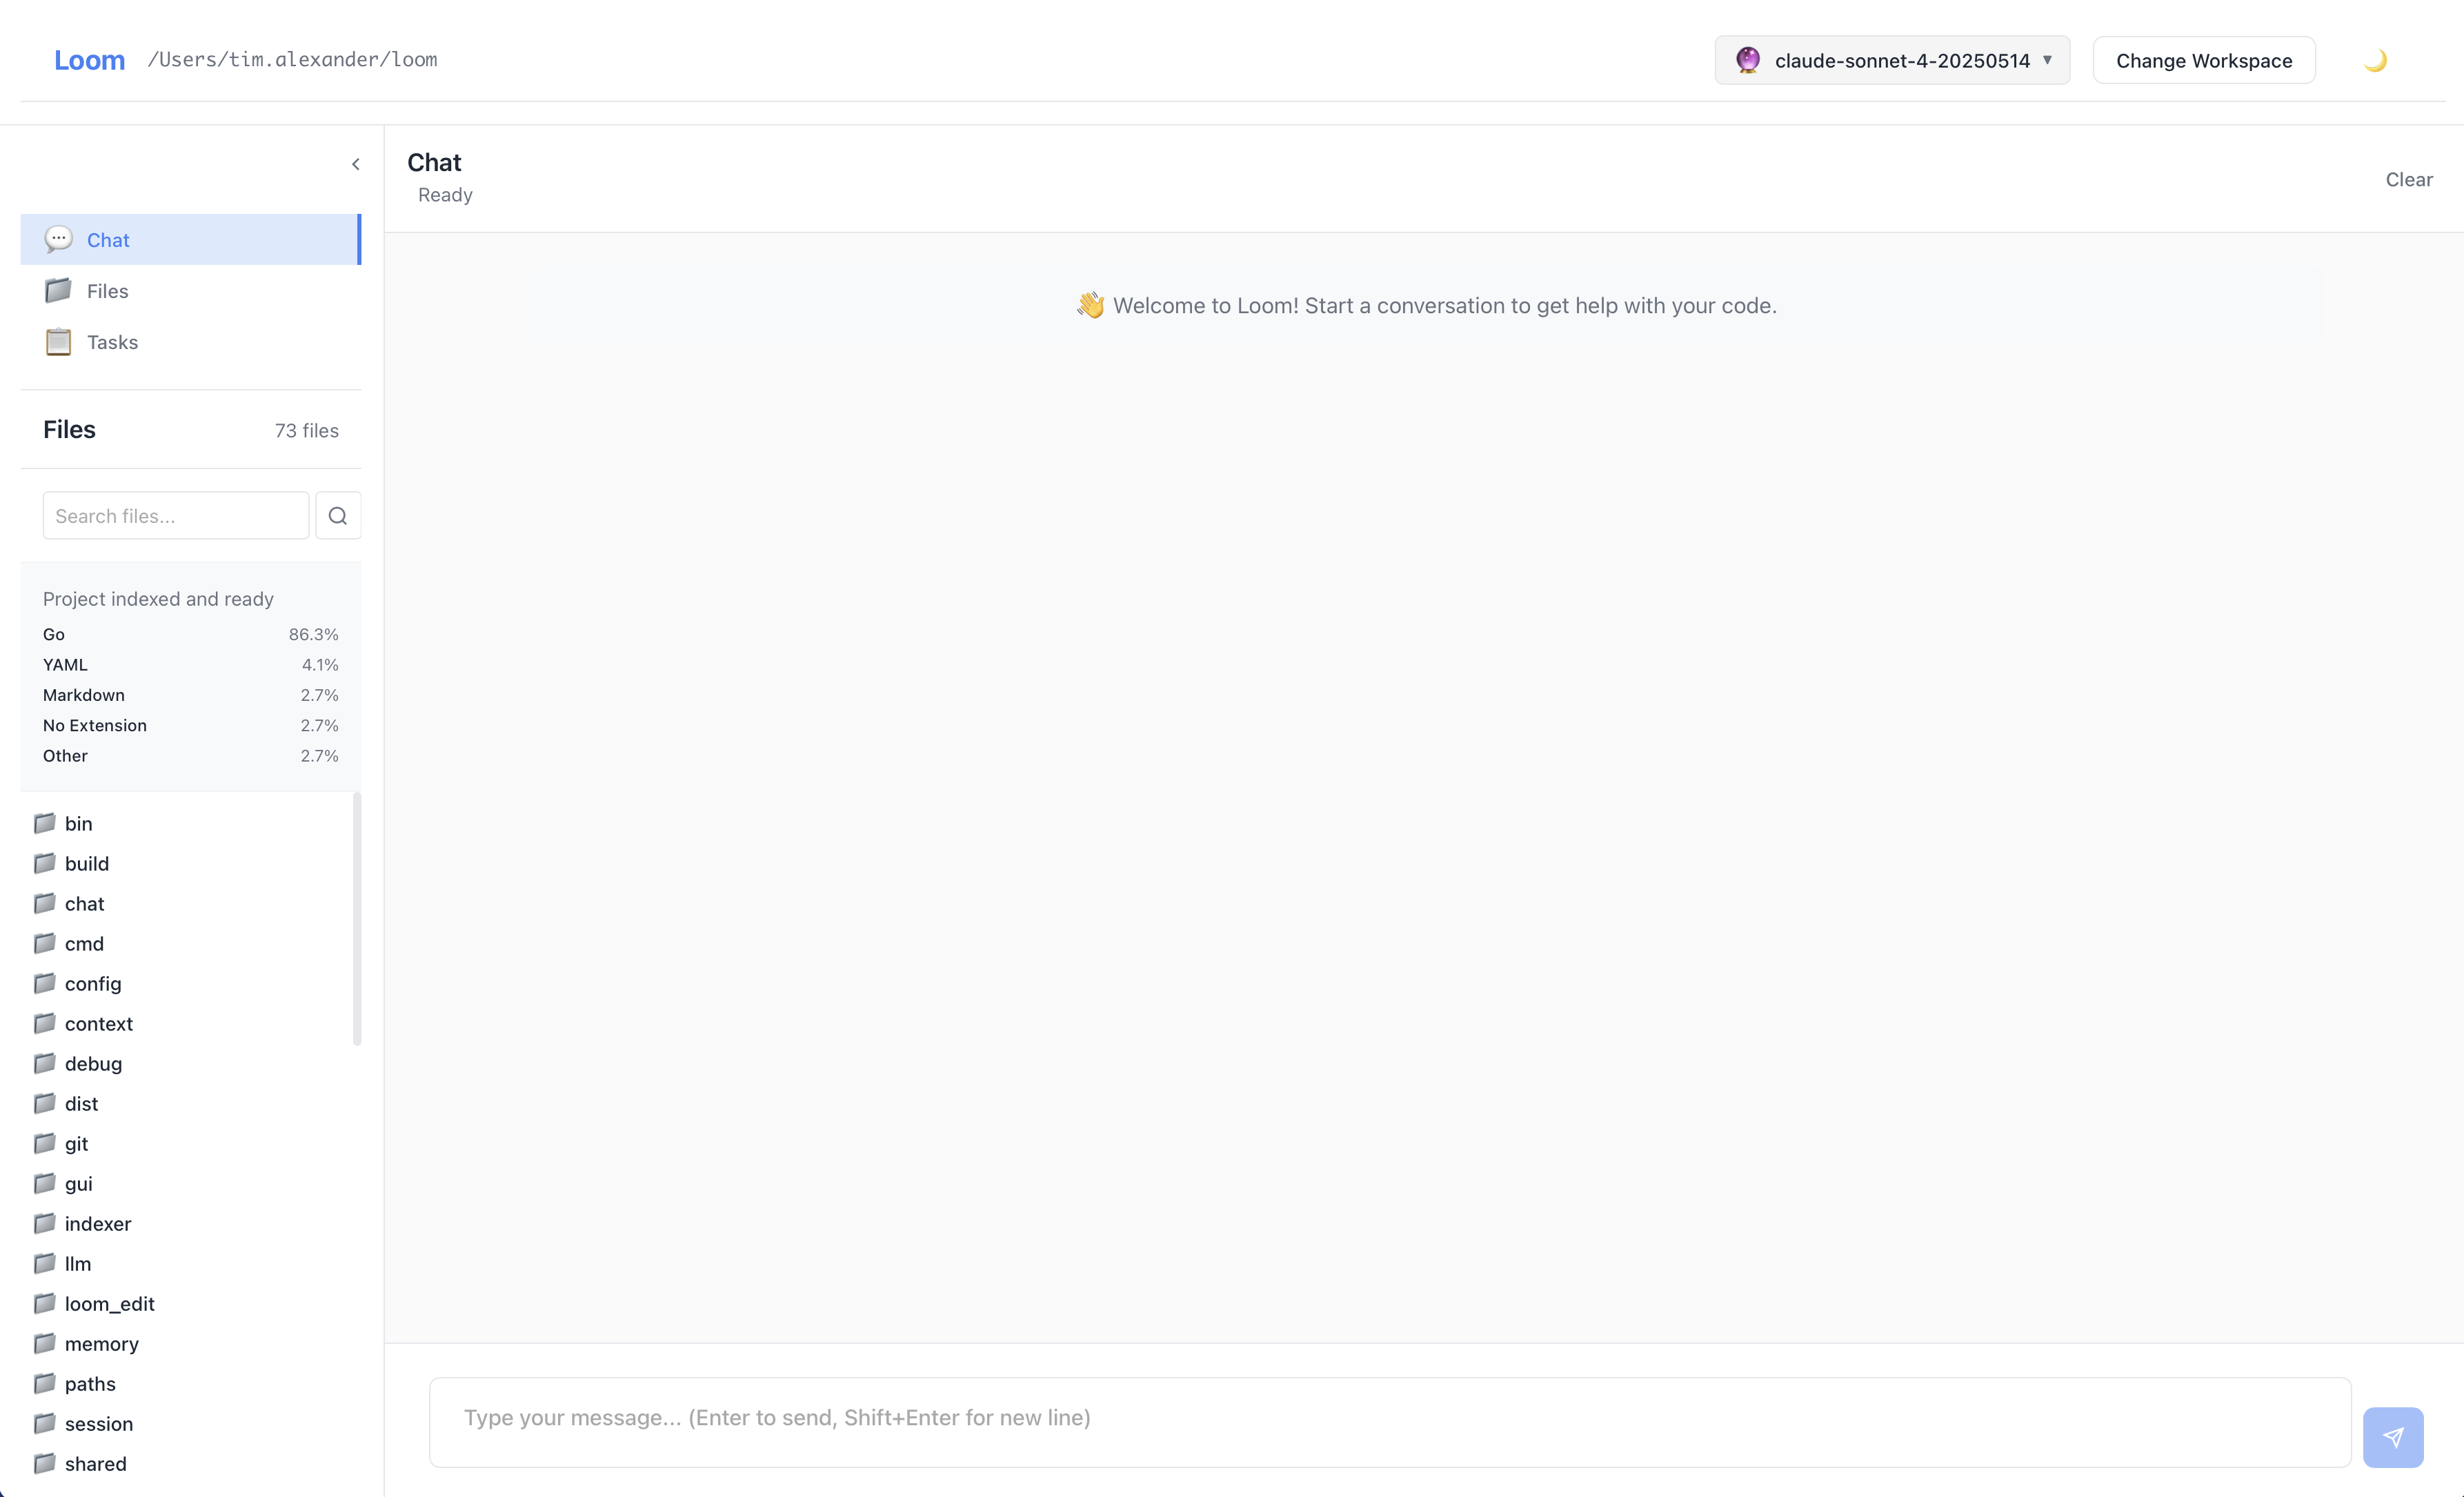 Loom /Users/tim.alexander/loom claude-sonnet-4-20250514 ▼ Change Workspace
Chat
Files
Tasks
Files 73 files
Search files...
Project indexed and ready
Go 86.3%
YAML 4.1%
Markdown 2.7%
No Extension 2.7%
Other 2.7%
bin
build
chat
cmd
config
context
debug
dist
git
gui
indexer
llm
loom_edit
memory
paths
session
shared
Chat
Ready
Clear
👋 Welcome to Loom! Start a conversation to get help with your code.
Type your message... (Enter to send, Shift+Enter for new line)